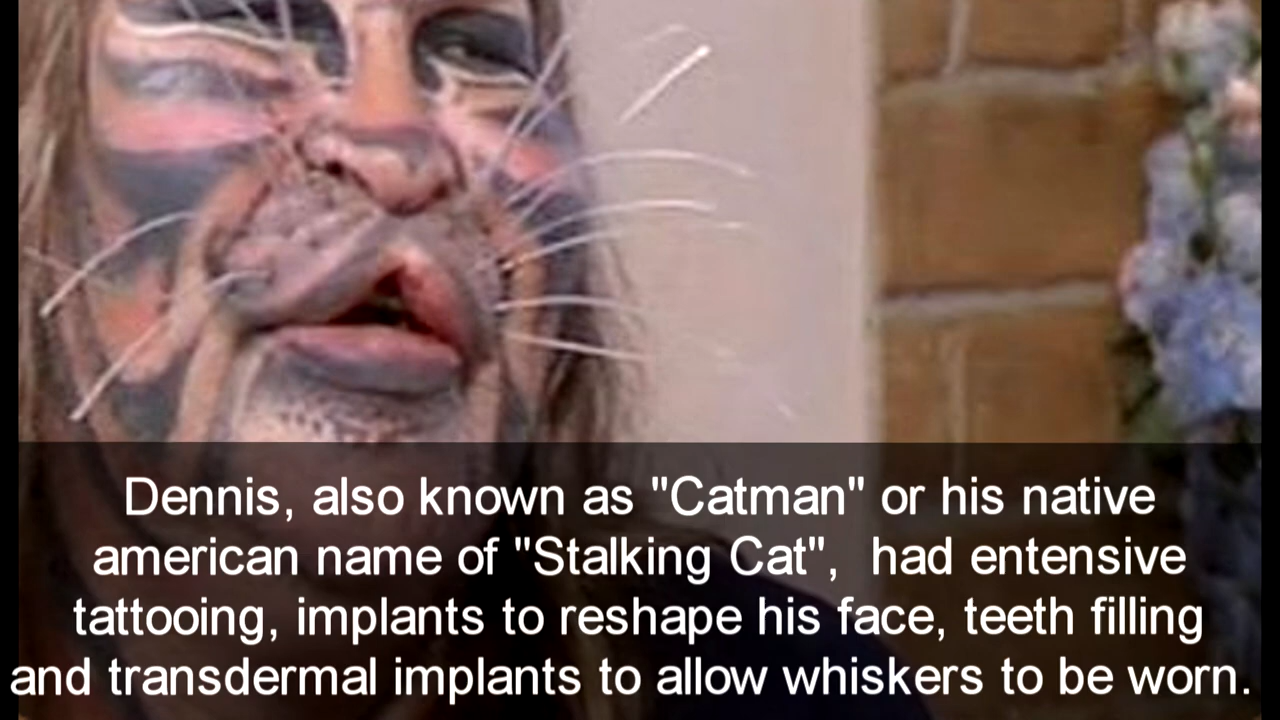 Dennis, also known as "Catman" or his native
american name of "Stalking Cat",  had entensive
tattooing, implants to reshape his face, teeth filling
and transdermal implants to allow whiskers to be worn.